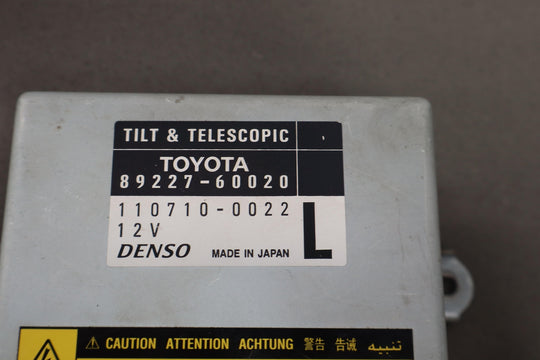 TILT & TELESCOPIC
TOYOTA
89227-60020
110710-0022
12V
DENSO MADE IN JAPAN L
CAUTION ATTENTION ACHTUNG 警告 告诫 تنبيه